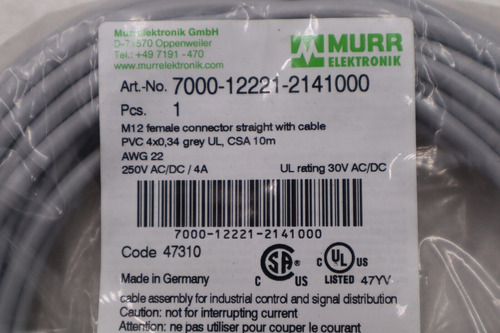 Murrelektronik GmbH
D-71570 Oppenweiler
Tel.: +49 7191 - 470
www.murrelektronik.com
MURR
ELEKTRONIK
Art.-No. 7000-12221-2141000
Pcs. 1
M12 female connector straight with cable
PVC 4x0,34 grey UL, CSA 10m
AWG 22
250V AC/DC / 4A UL rating 30V AC/DC
7000-12221-2141000
Code 47310
Made in Germany
SA
C US
C UL US
LISTED 47YV
cable assembly for industrial control and signal distribution
Caution: not for interrupting current
Attention: ne pas utiliser pour couper le courant